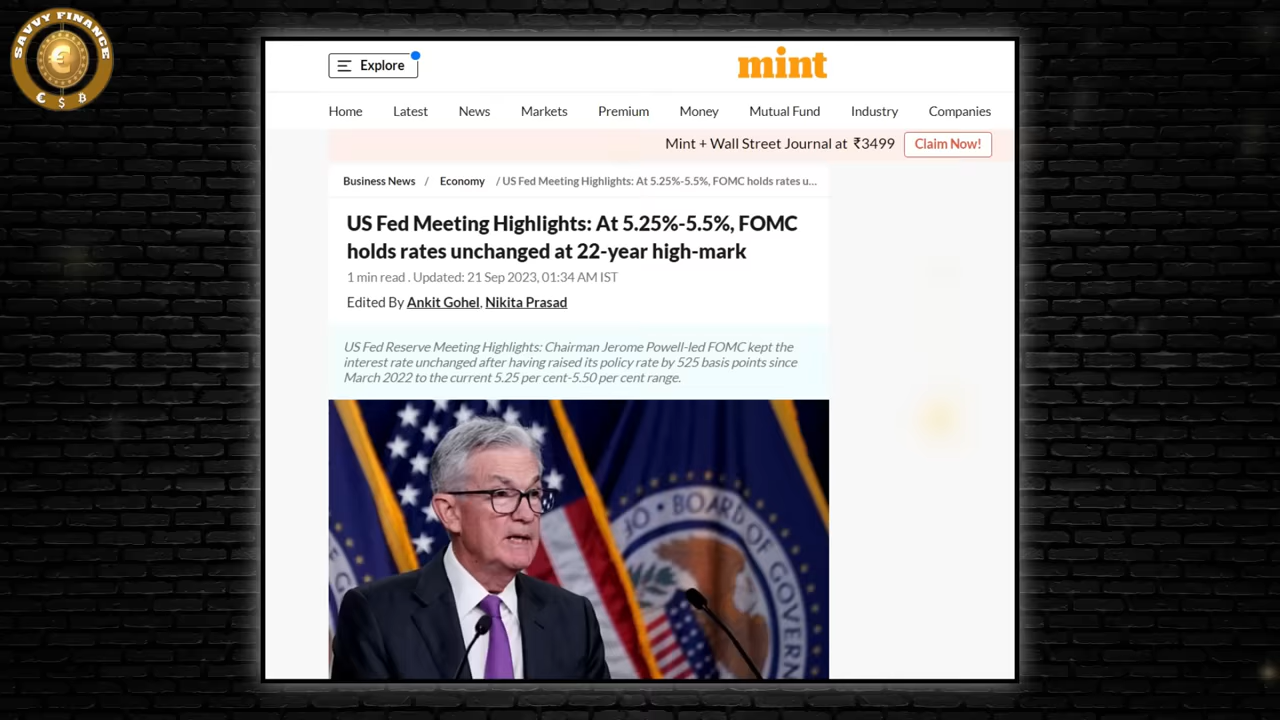 SAVVY FINANCE
€ $ ₿
Explore
mint
Home Latest News Markets Premium Money Mutual Fund Industry Companies
Mint + Wall Street Journal at ₹3499 Claim Now!
Business News / Economy / US Fed Meeting Highlights: At 5.25%-5.5%, FOMC holds rates u...
US Fed Meeting Highlights: At 5.25%-5.5%, FOMC
holds rates unchanged at 22-year high-mark
1 min read . Updated: 21 Sep 2023, 01:34 AM IST
Edited By Ankit Gohel, Nikita Prasad
US Fed Reserve Meeting Highlights: Chairman Jerome Powell-led FOMC kept the
interest rate unchanged after having raised its policy rate by 525 basis points since
March 2022 to the current 5.25 per cent-5.50 per cent range.
BOARD OF GOVERN